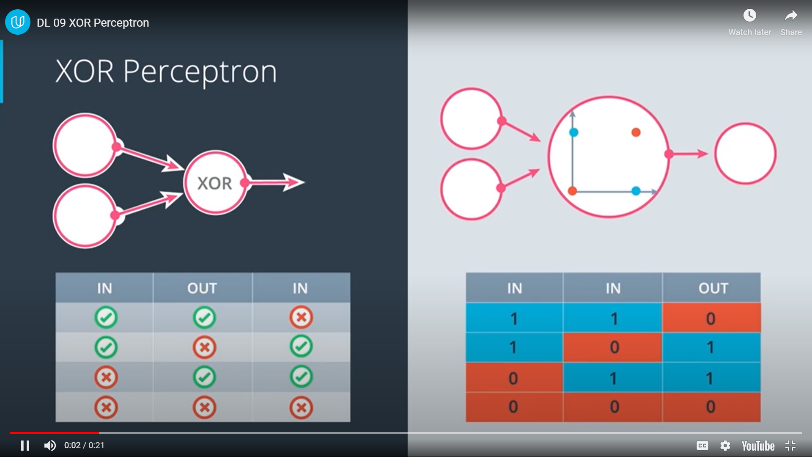 DL 09 XOR Perceptron
Watch later
Share
XOR Perceptron
XOR
IN OUT IN
IN IN OUT
1 1 0
1 0 1
0 1 1
0 0 0
0:02 / 0:21
CC
YouTube